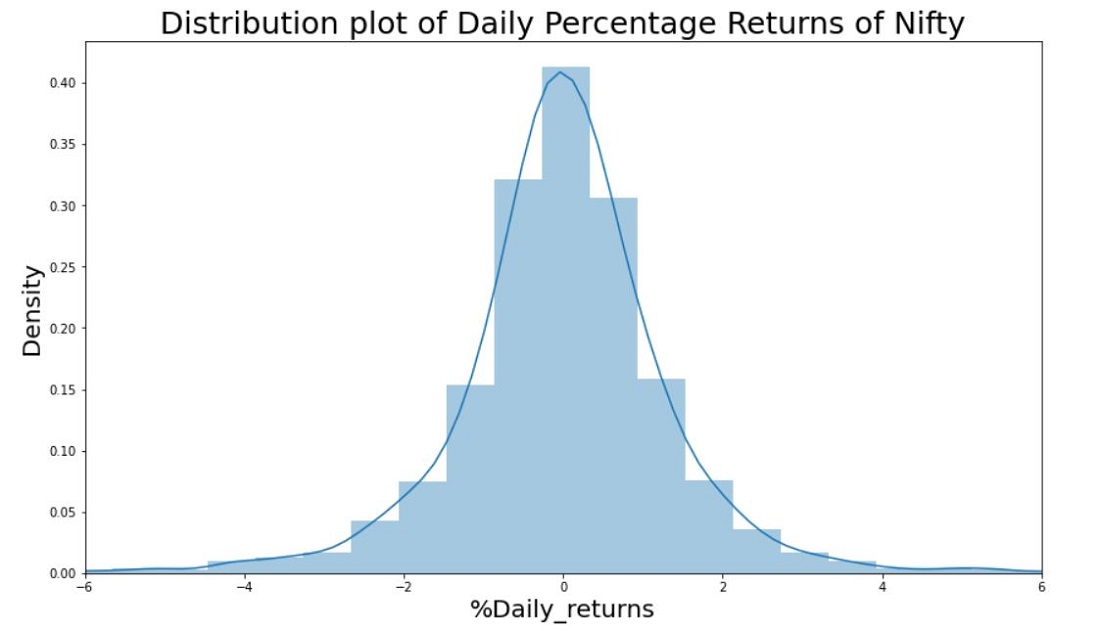 Distribution plot of Daily Percentage Returns of Nifty
Density
0.40
0.35
0.30
0.25
0.20
0.15
0.10
0.05
0.00
−6 −4 −2 0 2 4 6
%Daily_returns